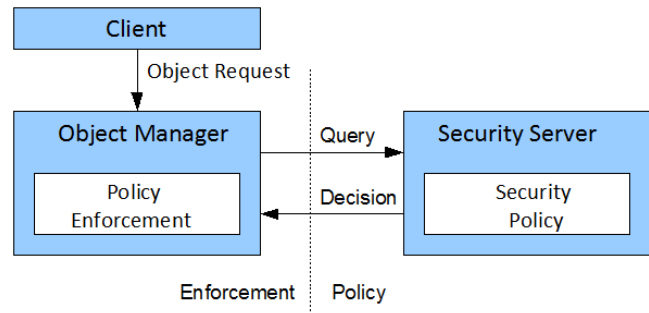 Client
Object Request
Object Manager
Query
Security Server
Policy
Enforcement
Decision
Security
Policy
Enforcement
Policy